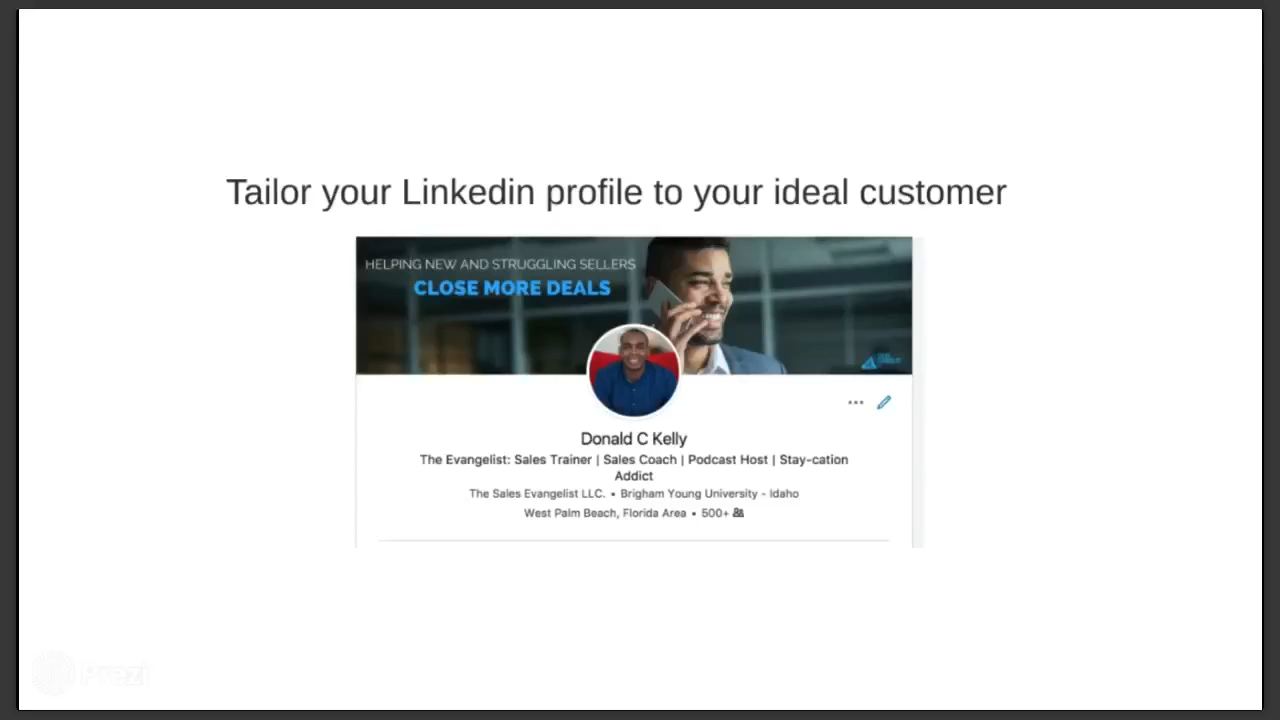 Tailor your Linkedin profile to your ideal customer
HELPING NEW AND STRUGGLING SELLERS
CLOSE MORE DEALS
Donald C Kelly
The Evangelist: Sales Trainer | Sales Coach | Podcast Host | Stay-cation
Addict
The Sales Evangelist LLC. • Brigham Young University - Idaho
West Palm Beach, Florida Area • 500+
Prezi